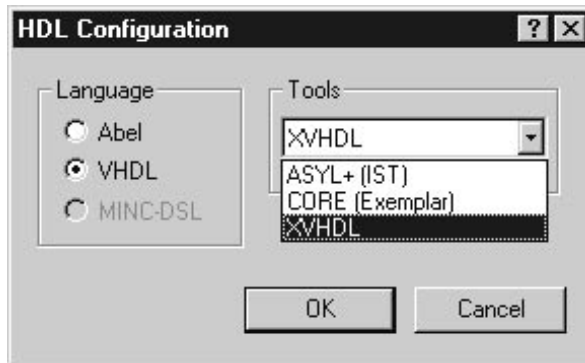 HDL Configuration
? ×
Language
Abel
VHDL
MINC-DSL
Tools
XVHDL
ASYL+ (IST)
CORE (Exemplar)
XVHDL
OK
Cancel